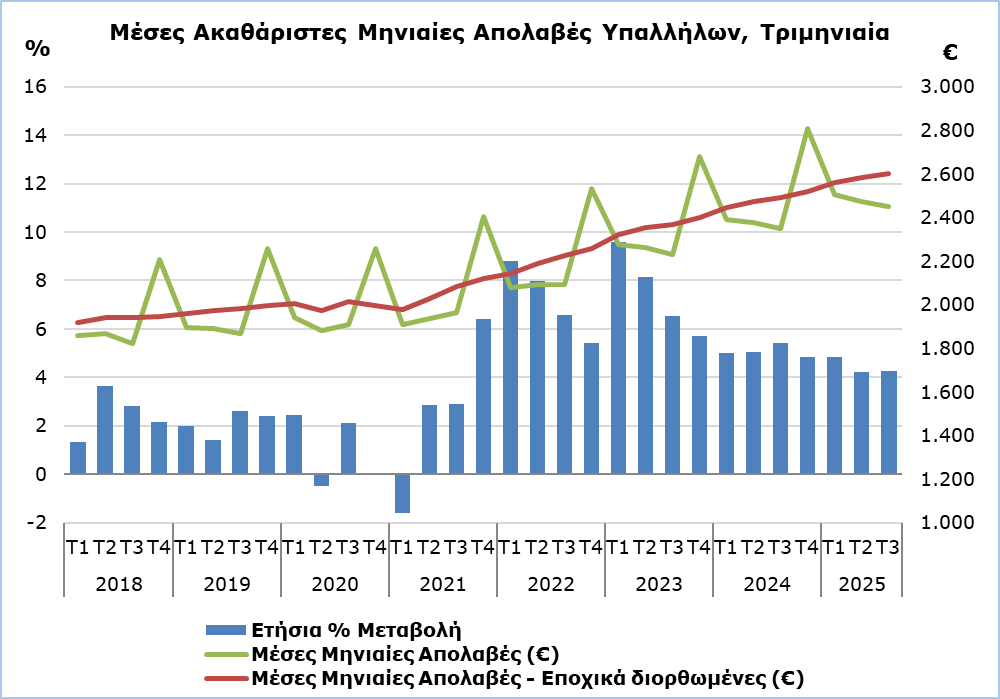 Μέσες Ακαθάριστες Μηνιαίες Απολαβές Υπαλλήλων, Τριμηνιαία
% €
16 3.000
14 2.800
12 2.600
10 2.400
8 2.200
6 2.000
4 1.800
2 1.600
0 1.400
-2 1.200
1.000
Τ1 Τ2 Τ3 Τ4 Τ1 Τ2 Τ3 Τ4 Τ1 Τ2 Τ3 Τ4 Τ1 Τ2 Τ3 Τ4 Τ1 Τ2 Τ3 Τ4 Τ1 Τ2 Τ3 Τ4 Τ1 Τ2 Τ3 Τ4 Τ1 Τ2 Τ3
2018 2019 2020 2021 2022 2023 2024 2025
Ετήσια % Μεταβολή
Μέσες Μηνιαίες Απολαβές (€)
Μέσες Μηνιαίες Απολαβές - Εποχικά διορθωμένες (€)